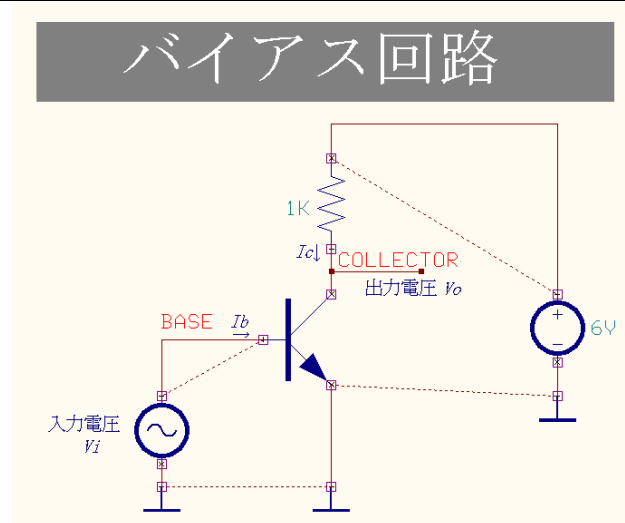 バイアス回路
1K
Ic↓
COLLECTOR
出力電圧 Vo
BASE
Ib
→
+
6V
−
入力電圧
Vi